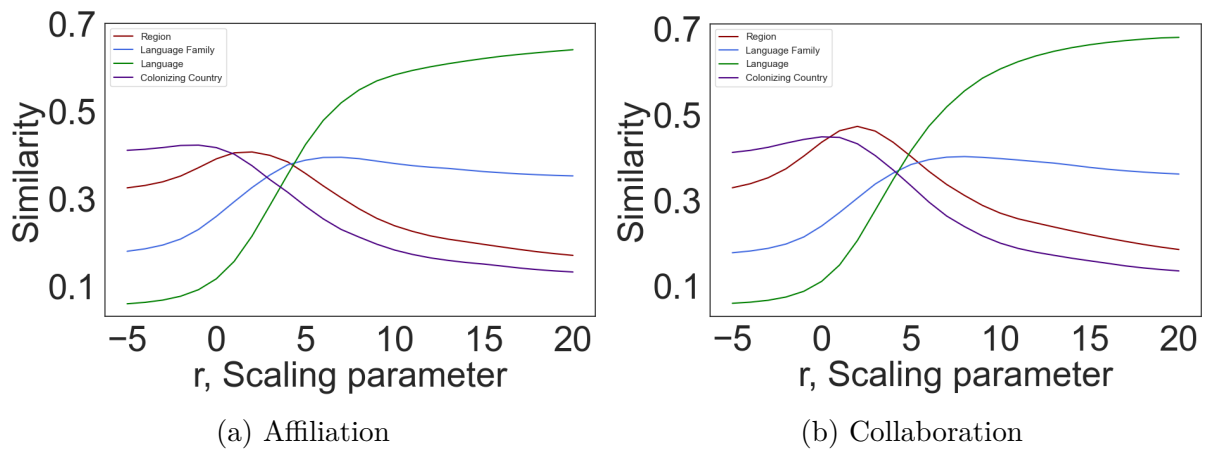 0.7
0.5
0.3
0.1
Similarity
Region
Language Family
Language
Colonizing Country
−5 0 5 10 15 20
r, Scaling parameter
(a) Affiliation
0.7
0.5
0.3
0.1
Similarity
Region
Language Family
Language
Colonizing Country
−5 0 5 10 15 20
r, Scaling parameter
(b) Collaboration